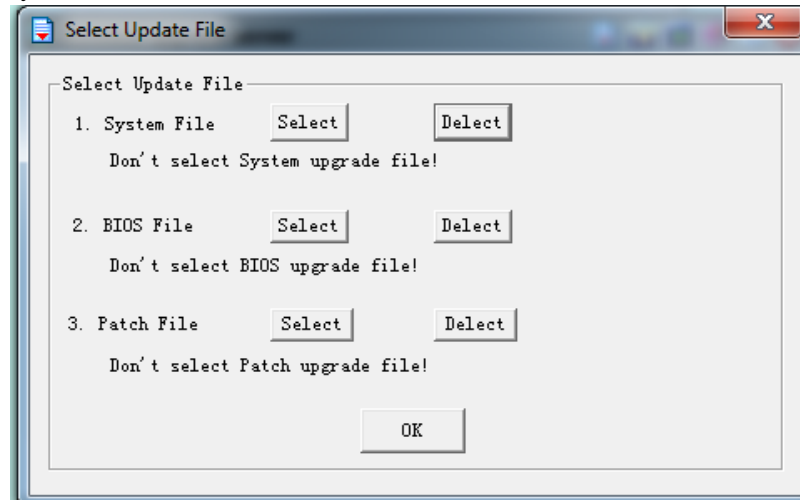 Select Update File
Select Update File
1. System File Select Delect
Don't select System upgrade file!
2. BIOS File Select Delect
Don't select BIOS upgrade file!
3. Patch File Select Delect
Don't select Patch upgrade file!
OK